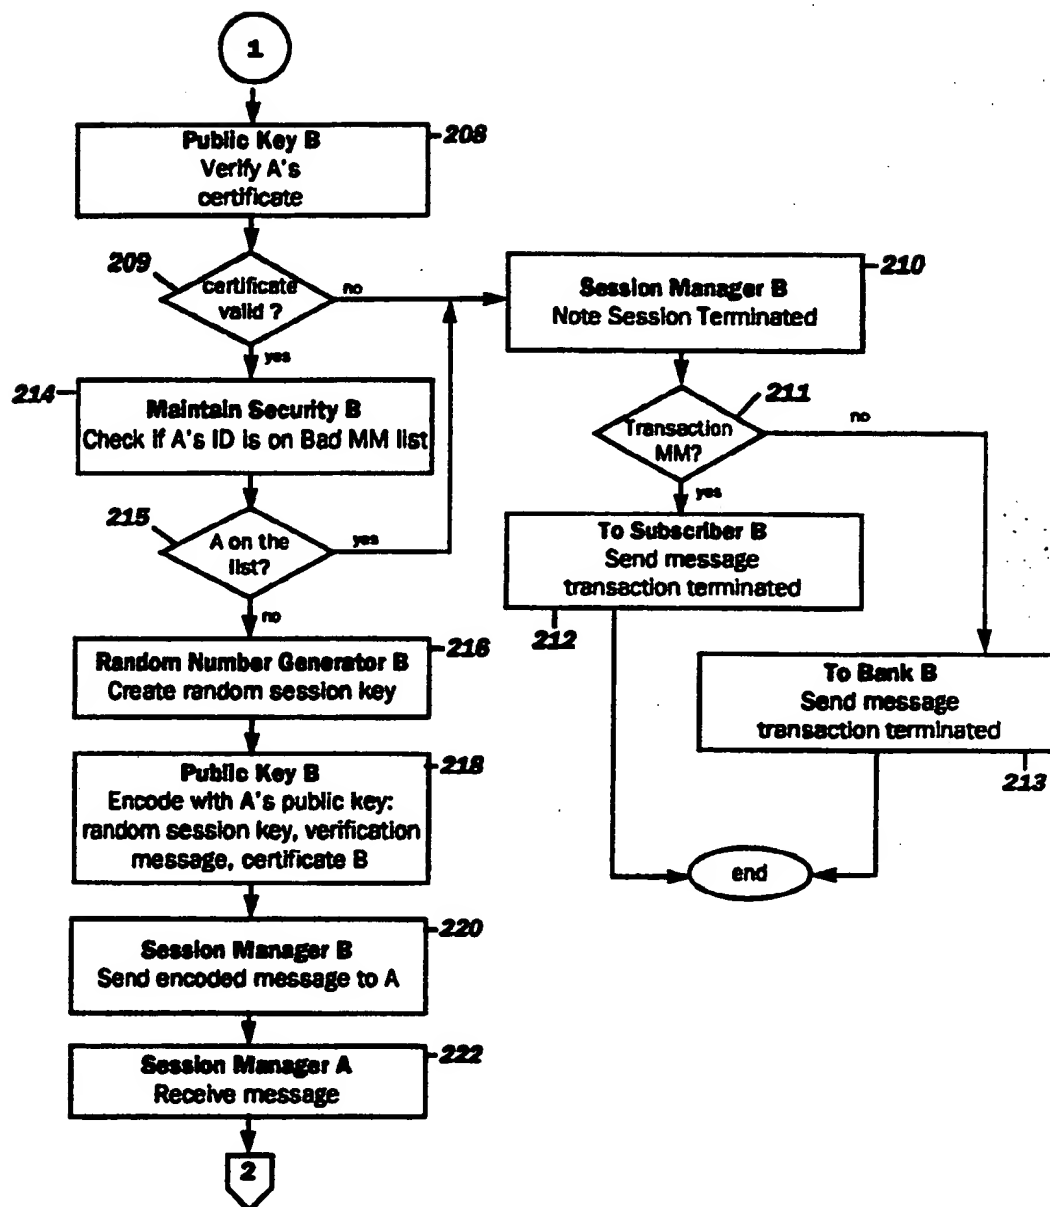 1
Public Key B
Verify A's
certificate
208
209
certificate
valid ?
no
yes
Session Manager B
Note Session Terminated
210
214
Maintain Security B
Check if A's ID is on Bad MM list
211
Transaction
MM?
no
yes
215
A on the
list?
yes
no
To Subscriber B
Send message
transaction terminated
212
Random Number Generator B
Create random session key
216
To Bank B
Send message
transaction terminated
213
Public Key B
Encode with A's public key:
random session key, verification
message, certificate B
218
end
Session Manager B
Send encoded message to A
220
Session Manager A
Receive message
222
2